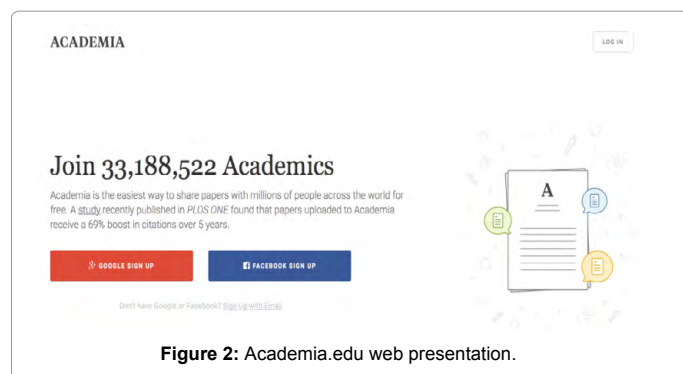 ACADEMIA
LOG IN
Join 33,188,522 Academics
Academia is the easiest way to share papers with millions of people across the world for
free. A study recently published in PLOS ONE found that papers uploaded to Academia
receive a 69% boost in citations over 5 years.
A
GOOGLE SIGN UP
FACEBOOK SIGN UP
Don't have Google or Facebook? Sign Up with Email
Figure 2: Academia.edu web presentation.